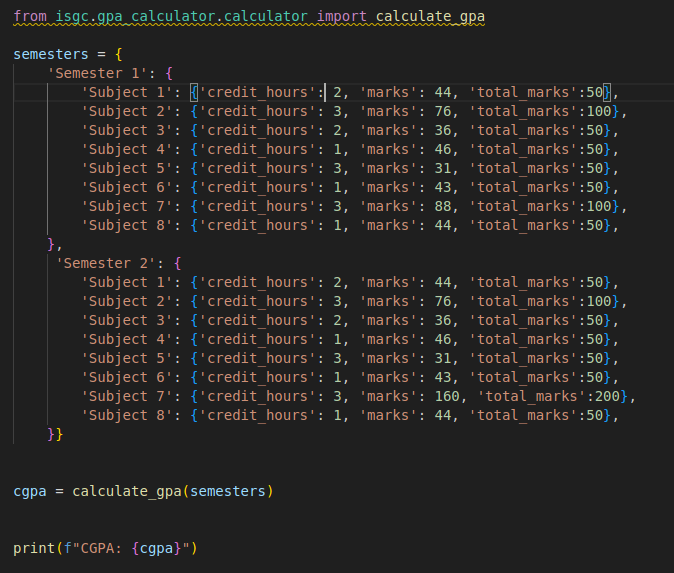 from isgc.gpa_calculator.calculator import calculate_gpa
semesters = {
    'Semester 1': {
        'Subject 1': {'credit_hours': 2, 'marks': 44, 'total_marks':50},
        'Subject 2': {'credit_hours': 3, 'marks': 76, 'total_marks':100},
        'Subject 3': {'credit_hours': 2, 'marks': 36, 'total_marks':50},
        'Subject 4': {'credit_hours': 1, 'marks': 46, 'total_marks':50},
        'Subject 5': {'credit_hours': 3, 'marks': 31, 'total_marks':50},
        'Subject 6': {'credit_hours': 1, 'marks': 43, 'total_marks':50},
        'Subject 7': {'credit_hours': 3, 'marks': 88, 'total_marks':100},
        'Subject 8': {'credit_hours': 1, 'marks': 44, 'total_marks':50},
    },
     'Semester 2': {
        'Subject 1': {'credit_hours': 2, 'marks': 44, 'total_marks':50},
        'Subject 2': {'credit_hours': 3, 'marks': 76, 'total_marks':100},
        'Subject 3': {'credit_hours': 2, 'marks': 36, 'total_marks':50},
        'Subject 4': {'credit_hours': 1, 'marks': 46, 'total_marks':50},
        'Subject 5': {'credit_hours': 3, 'marks': 31, 'total_marks':50},
        'Subject 6': {'credit_hours': 1, 'marks': 43, 'total_marks':50},
        'Subject 7': {'credit_hours': 3, 'marks': 160, 'total_marks':200},
        'Subject 8': {'credit_hours': 1, 'marks': 44, 'total_marks':50},
    }}
cgpa = calculate_gpa(semesters)
print(f"CGPA: {cgpa}")